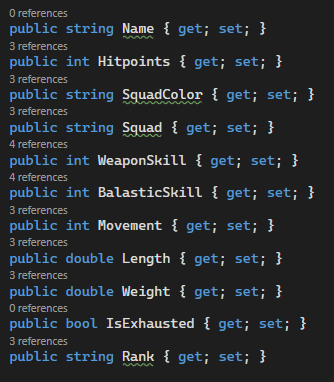 0 references
public string Name { get; set; }
3 references
public int Hitpoints { get; set; }
3 references
public string SquadColor { get; set; }
3 references
public string Squad { get; set; }
4 references
public int WeaponSkill { get; set; }
4 references
public int BalasticSkill { get; set; }
3 references
public int Movement { get; set; }
3 references
public double Length { get; set; }
3 references
public double Weight { get; set; }
0 references
public bool IsExhausted { get; set; }
3 references
public string Rank { get; set; }